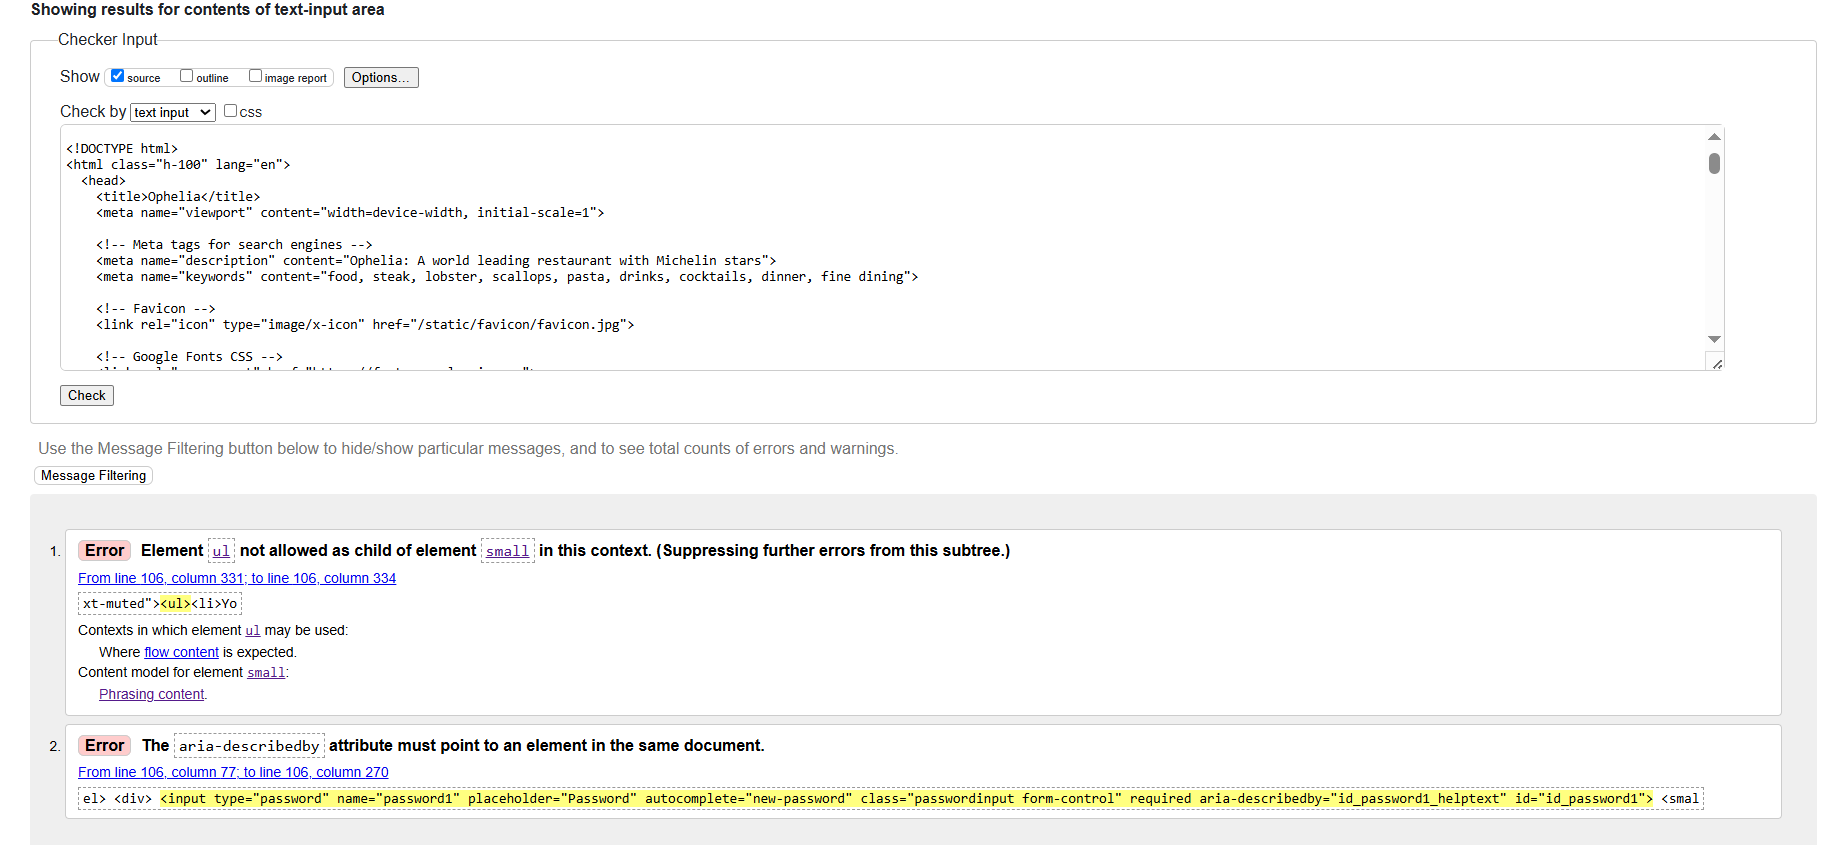 Showing results for contents of text-input area
Checker Input
Show source outline image report Options...
Check by text input css
<!DOCTYPE html>
<html class="h-100" lang="en">
<head>
<title>Ophelia</title>
<meta name="viewport" content="width=device-width, initial-scale=1">
<!-- Meta tags for search engines -->
<meta name="description" content="Ophelia: A world leading restaurant with Michelin stars">
<meta name="keywords" content="food, steak, lobster, scallops, pasta, drinks, cocktails, dinner, fine dining">
<!-- Favicon -->
<link rel="icon" type="image/x-icon" href="/static/favicon/favicon.jpg">
<!-- Google Fonts CSS -->
Check
Use the Message Filtering button below to hide/show particular messages, and to see total counts of errors and warnings.
Message Filtering
1. Error Element ul not allowed as child of element small in this context. (Suppressing further errors from this subtree.)
From line 106, column 331; to line 106, column 334
xt-muted"><ul><li>Yo
Contexts in which element ul may be used:
Where flow content is expected.
Content model for element small:
Phrasing content.
2. Error The aria-describedby attribute must point to an element in the same document.
From line 106, column 77; to line 106, column 270
el> <div> <input type="password" name="password1" placeholder="Password" autocomplete="new-password" class="passwordinput form-control" required aria-describedby="id_password1_helptext" id="id_password1"> <smal